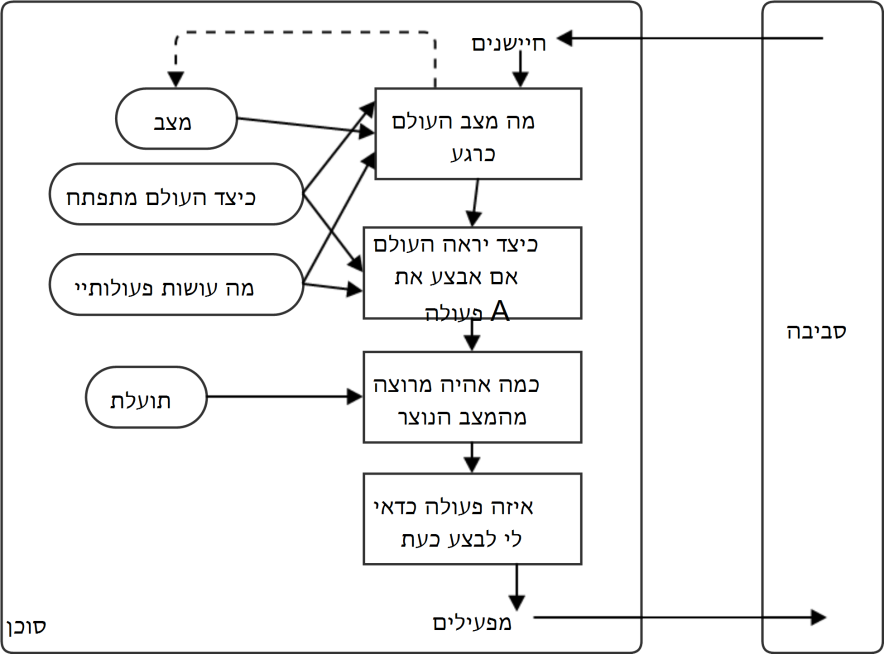 חיישנים
מה מצב העולם
כרגע
מצב
כיצד העולם מתפתח
מה עושות פעולותיי
כיצד יראה העולם
אם אבצע את
פעולה A
תועלת
כמה אהיה מרוצה
מהמצב הנוצר
איזה פעולה כדאי
לי לבצע כעת
מפעילים
סוכן
סביבה